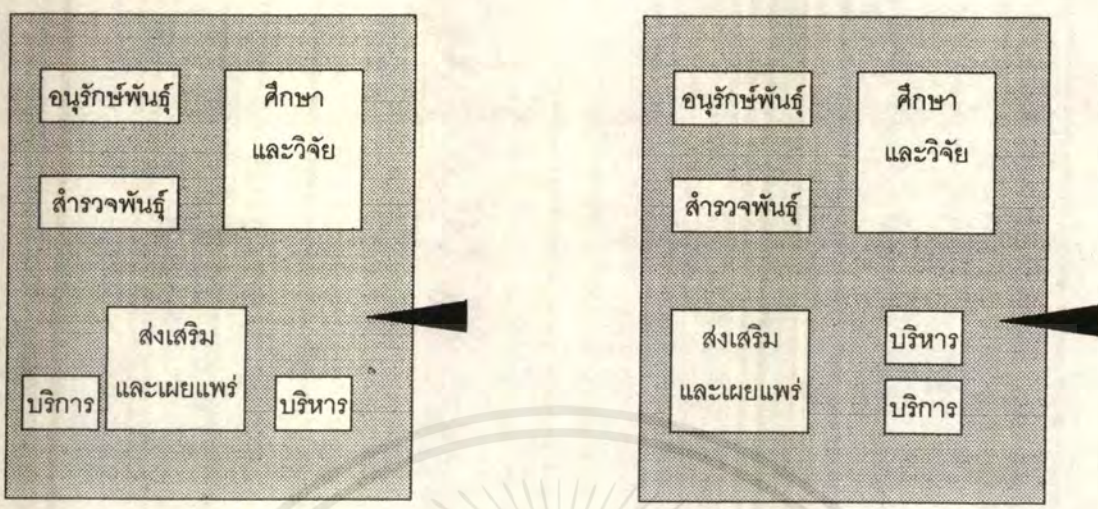 อนุรักษ์พันธุ์
ศึกษา
และวิจัย
สำรวจพันธุ์
ส่งเสริม
และเผยแพร่
บริการ
บริหาร
อนุรักษ์พันธุ์
ศึกษา
และวิจัย
สำรวจพันธุ์
ส่งเสริม
และเผยแพร่
บริหาร
บริการ